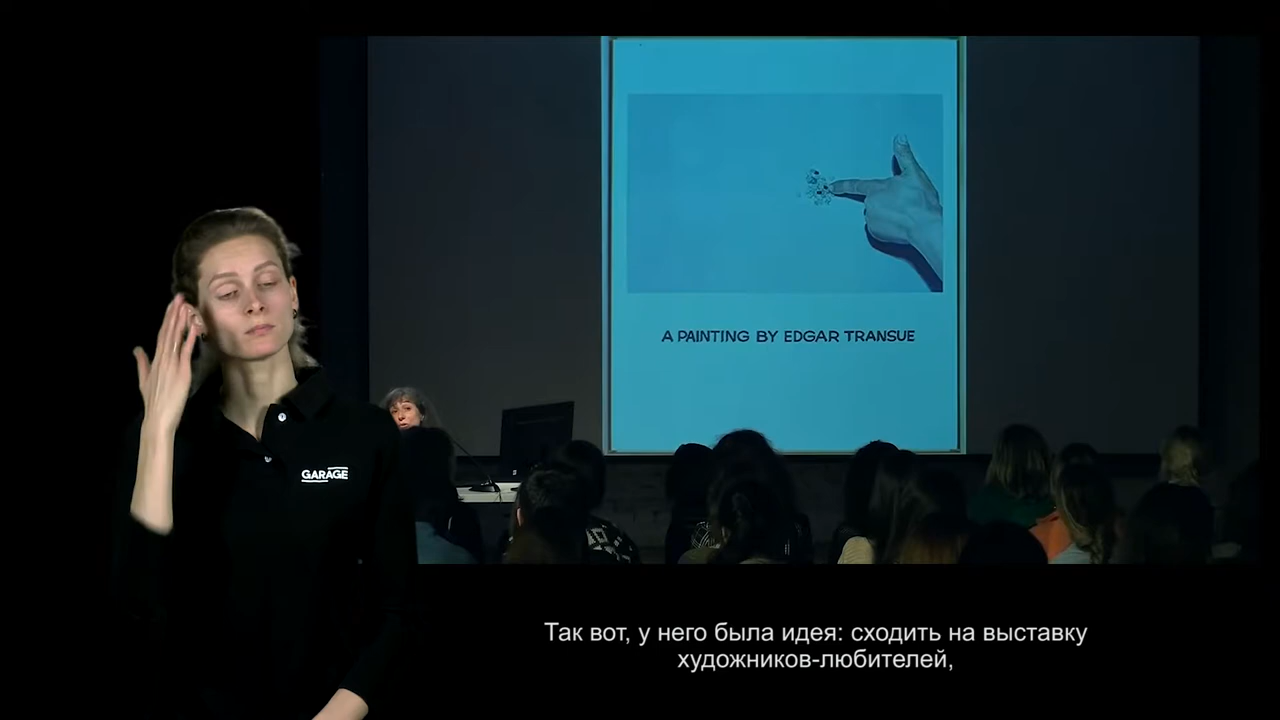 A PAINTING BY EDGAR TRANSUE
GARAGE
Так вот, у него была идея: сходить на выставку
художников-любителей,